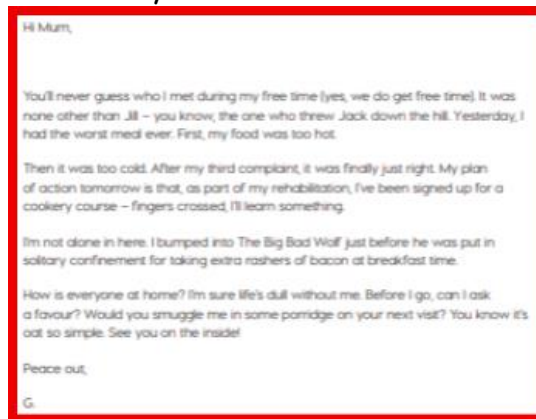 Hi Mum,
You'll never guess who I met during my free time (yes, we do get free time). It was
none other than Jill – you know, the one who threw Jack down the hill. Yesterday, I
had the worst meal ever. First, my food was too hot.
Then it was too cold. After my third complaint, it was finally just right. My plan
of action tomorrow is that, as part of my rehabilitation, I've been signed up for a
cookery course – fingers crossed, I'll learn something.
I'm not alone in here. I bumped into The Big Bad Wolf just before he was put in
solitary confinement for taking extra rashers of bacon at breakfast time.
How is everyone at home? I'm sure life's dull without me. Before I go, can I ask
a favour? Would you smuggle me in some porridge on your next visit? You know it's
oat so simple. See you on the inside!
Peace out,
G.